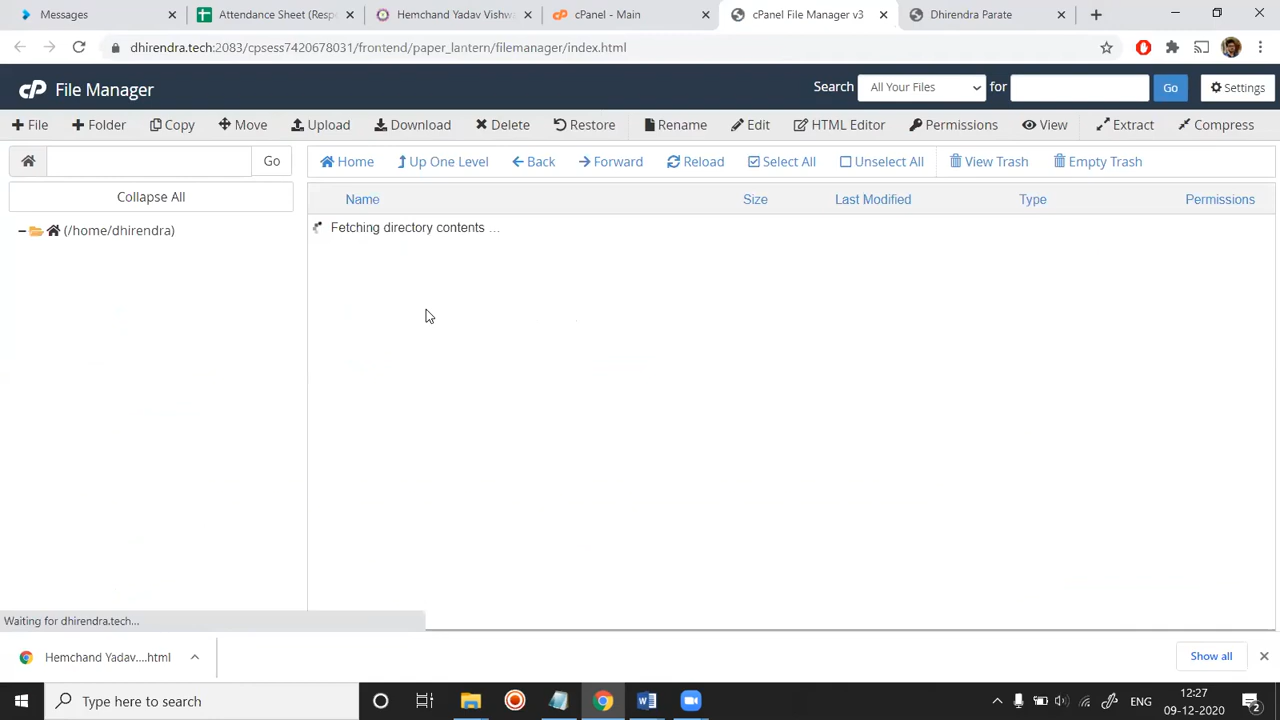 Messages
Attendance Sheet (Resp
Hemchand Yadav Vishw
cPanel - Main
cPanel File Manager v3
Dhirendra Parate
dhirendra.tech:2083/cpsess7420678031/frontend/paper_lantern/filemanager/index.html
cP File Manager
Search All Your Files for Go Settings
File Folder Copy Move Upload Download Delete Restore Rename Edit HTML Editor Permissions View Extract Compress
Go Home Up One Level Back Forward Reload Select All Unselect All View Trash Empty Trash
Collapse All
Name Size Last Modified Type Permissions
(/home/dhirendra)
Fetching directory contents ...
Waiting for dhirendra.tech...
Hemchand Yadav....html
Show all
Type here to search
ENG
12:27
09-12-2020
2